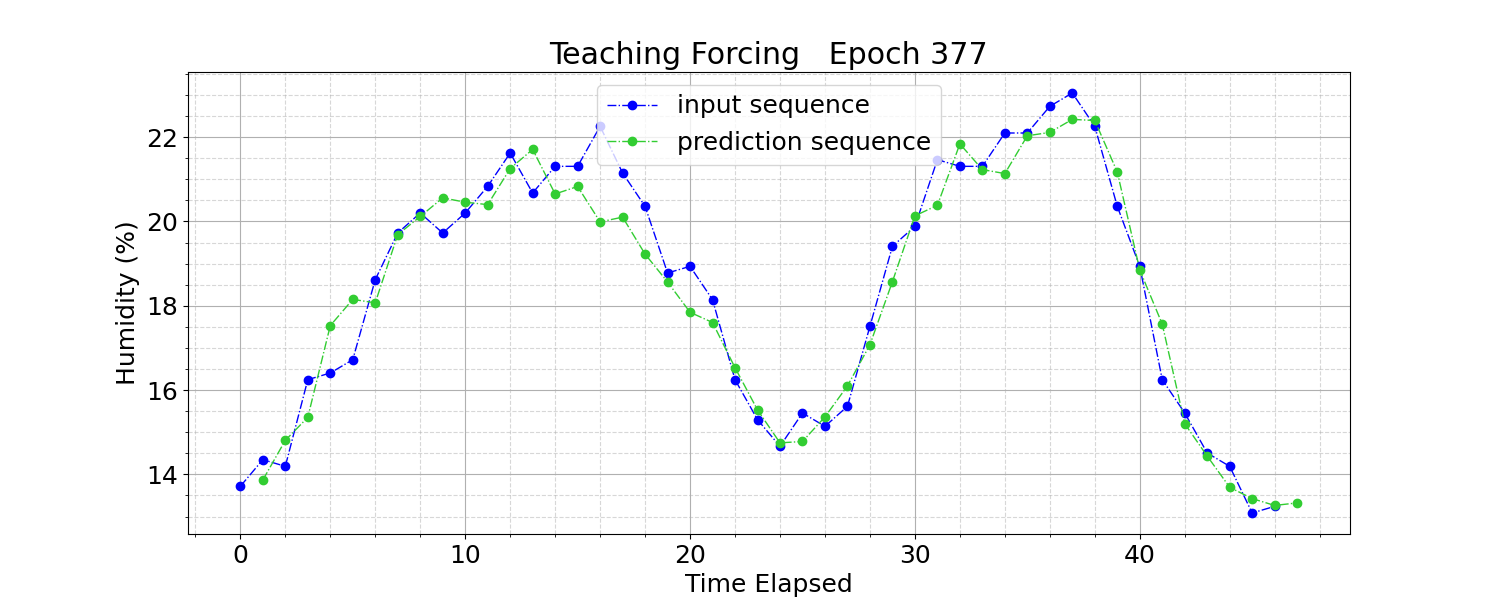 Teaching Forcing   Epoch 377
input sequence
prediction sequence
Humidity (%)
22
20
18
16
14
0 10 20 30 40
Time Elapsed